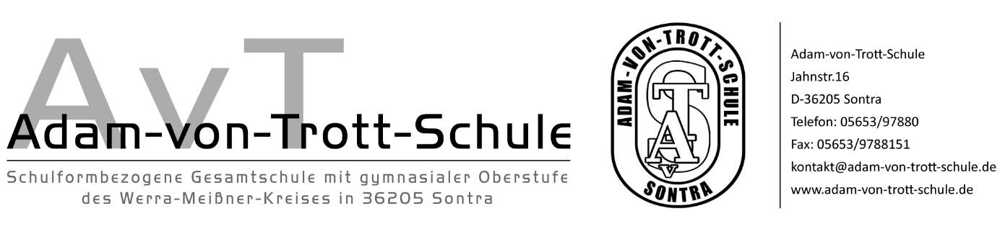 AvT
Adam-von-Trott-Schule
Schulformbezogene Gesamtschule mit gymnasialer Oberstufe
des Werra-Meißner-Kreises in 36205 Sontra
ADAM-VON-TROTT-SCHULE
S
T
A
v
SONTRA
Adam-von-Trott-Schule
Jahnstr.16
D-36205 Sontra
Telefon: 05653/97880
Fax: 05653/9788151
kontakt@adam-von-trott-schule.de
www.adam-von-trott-schule.de